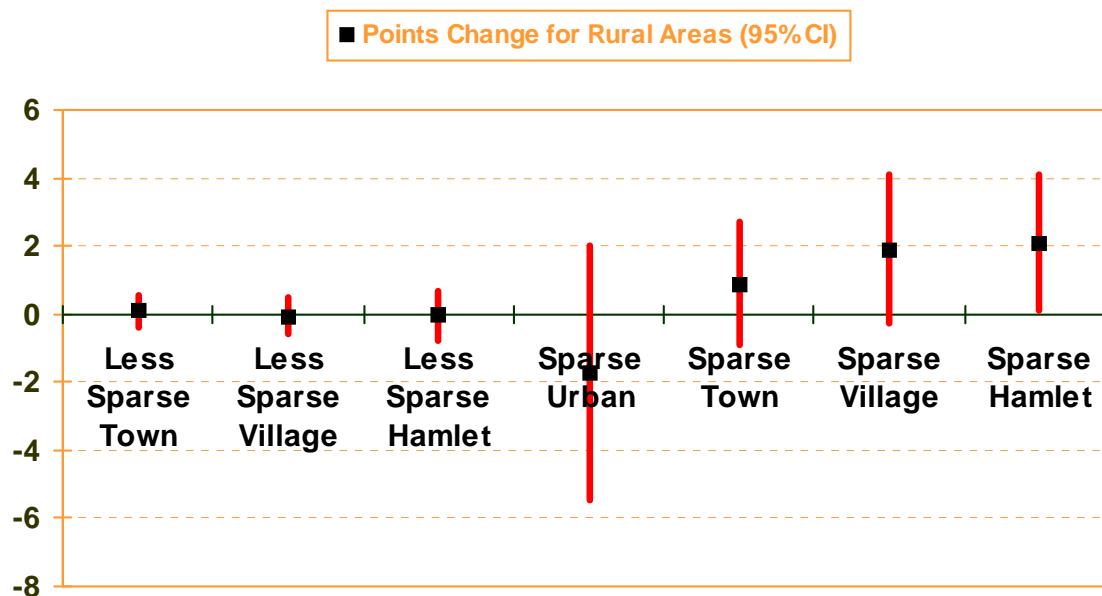 Points Change for Rural Areas (95%CI)
6
4
2
0
-2
-4
-6
-8
Less Sparse Town
Less Sparse Village
Less Sparse Hamlet
Sparse Urban
Sparse Town
Sparse Village
Sparse Hamlet